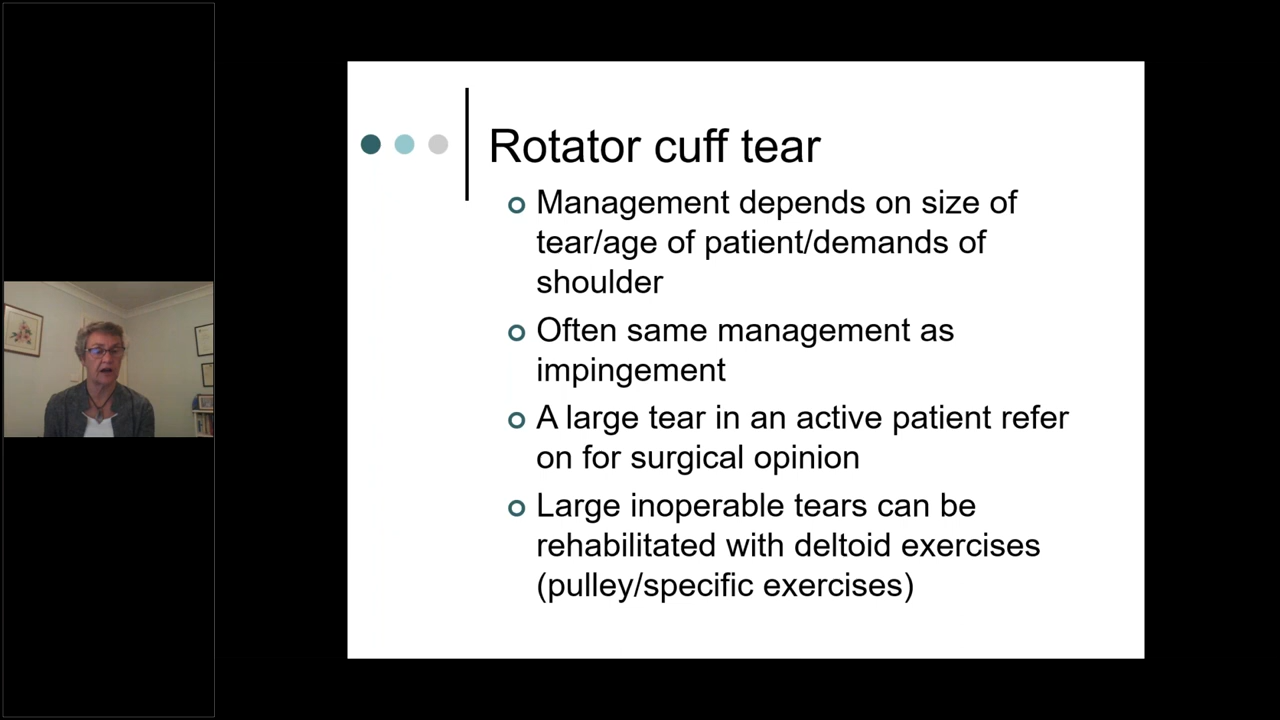 Rotator cuff tear
Management depends on size of
tear/age of patient/demands of
shoulder
Often same management as
impingement
A large tear in an active patient refer
on for surgical opinion
Large inoperable tears can be
rehabilitated with deltoid exercises
(pulley/specific exercises)